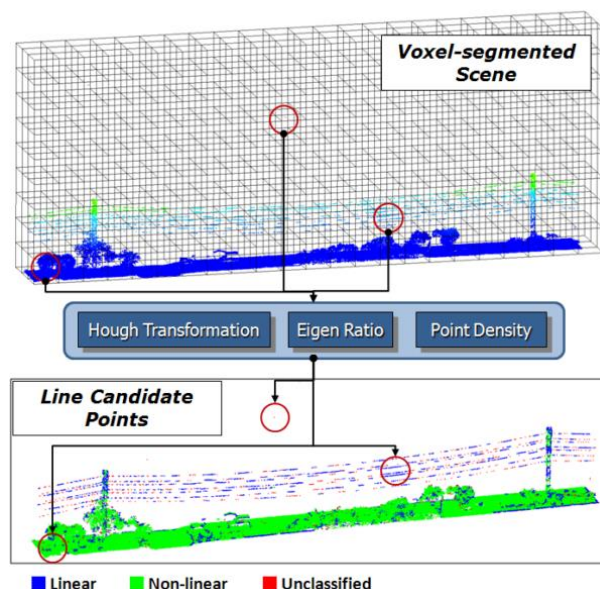 Voxel-segmented
Scene
Hough Transformation
Eigen Ratio
Point Density
Line Candidate
Points
Linear
Non-linear
Unclassified